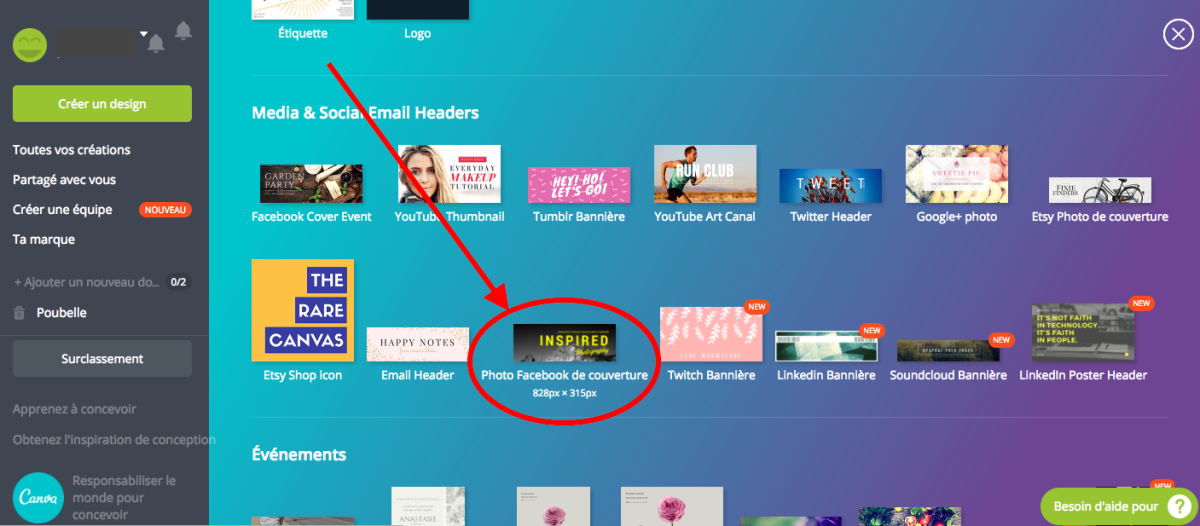 Étiquette
Logo
Créer un design
Toutes vos créations
Partagé avec vous
Créer une équipe
NOUVEAU
Ta marque
+ Ajouter un nouveau do...
0/2
Poubelle
Surclassement
Apprenez à concevoir
Obtenez l'inspiration de conception
Canva
Responsabiliser le
monde pour
concevoir
Media & Social Email Headers
GARDEN
PARTY
EVERYDAY
MAKEUP
TUTORIAL
HEY! HO!
LET'S GO!
RUN CLUB
TWEET
SWEETIE PIE
FIXIE
FINDERS
Facebook Cover Event
YouTube Thumbnail
Tumblr Bannière
YouTube Art Canal
Twitter Header
Google+ photo
Etsy Photo de couverture
THE
RARE
CANVAS
HAPPY NOTES
INSPIRED
Photography
NEW
NEW
NEW
NEW
IT'S NOT FAITH
IN TECHNOLOGY.
IT'S FAITH
IN PEOPLE.
Etsy Shop icon
Email Header
Photo Facebook de couverture
828px × 315px
Twitch Bannière
Linkedin Bannière
Soundcloud Bannière
LinkedIn Poster Header
Événements
ANASTASIE
NEW
Besoin d'aide pour
?